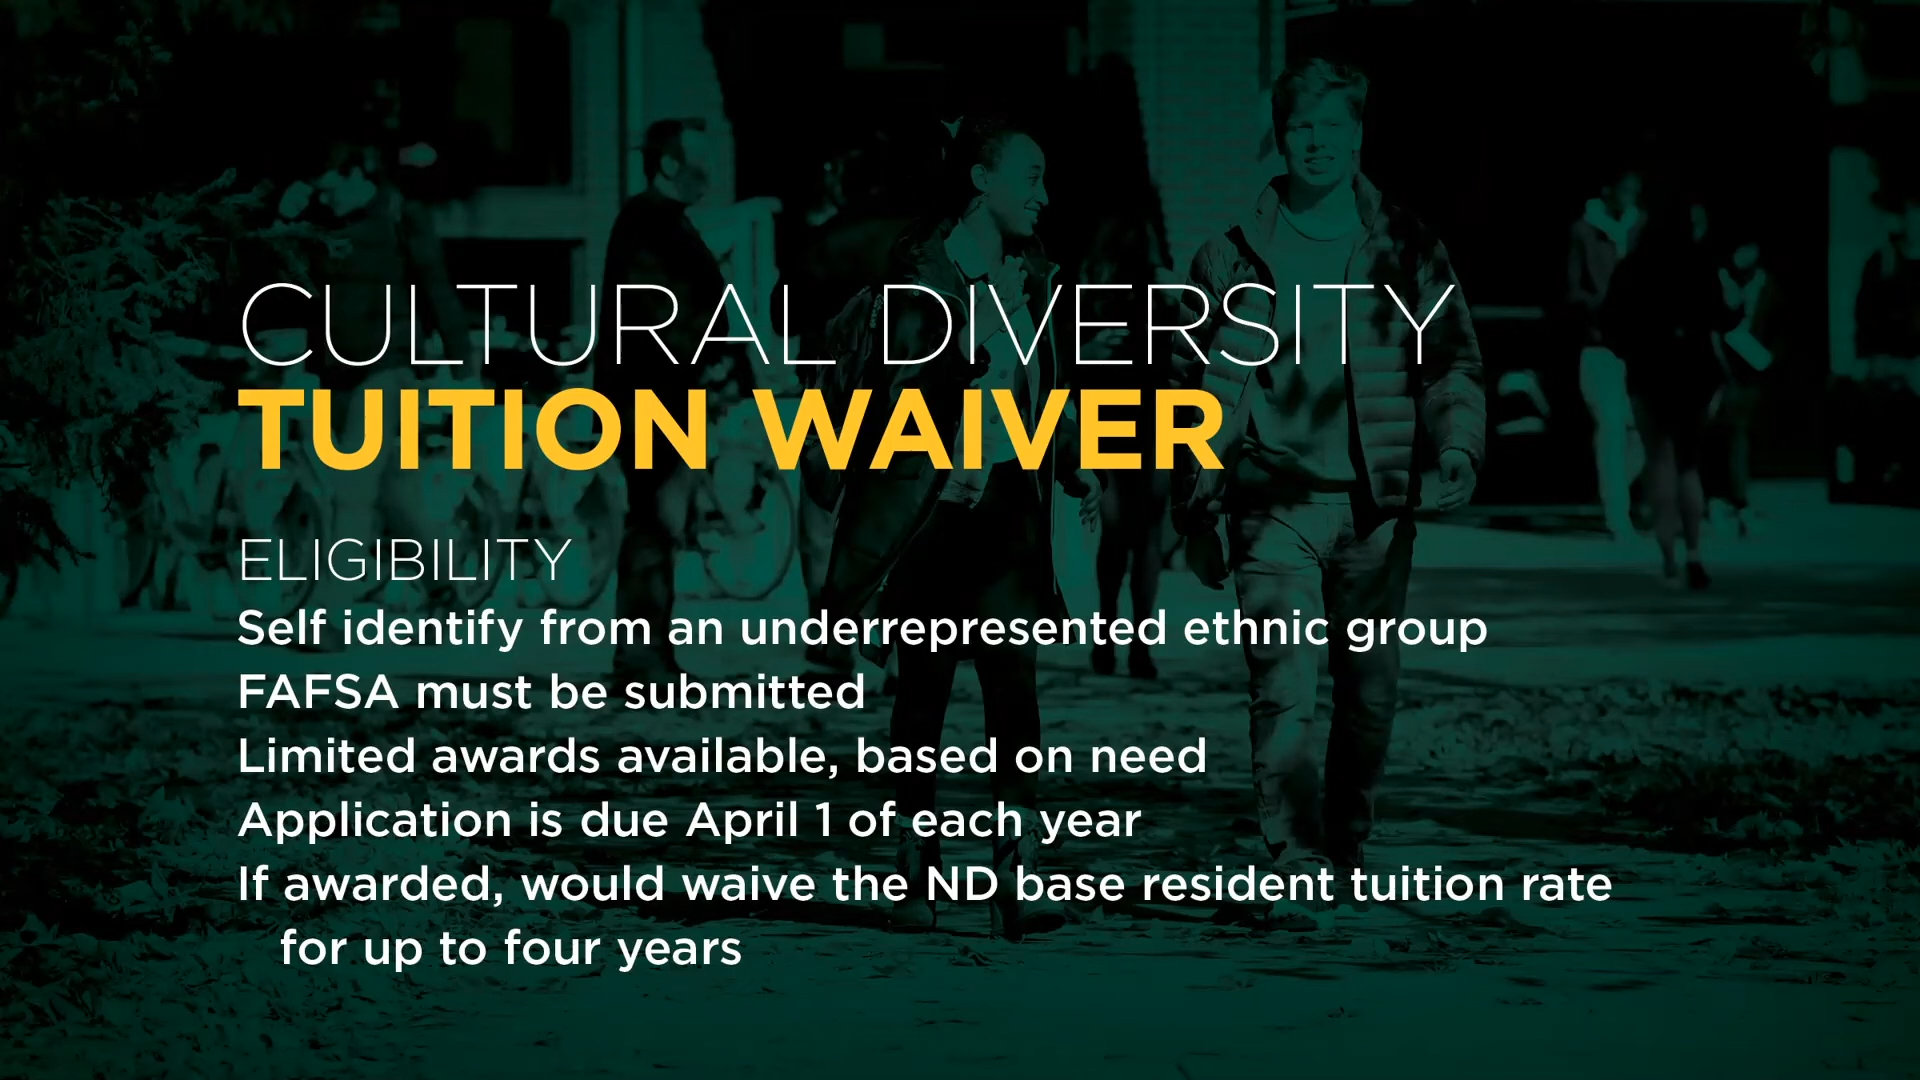 CULTURAL DIVERSITY
TUITION WAIVER
ELIGIBILITY
Self identify from an underrepresented ethnic group
FAFSA must be submitted
Limited awards available, based on need
Application is due April 1 of each year
If awarded, would waive the ND base resident tuition rate
for up to four years